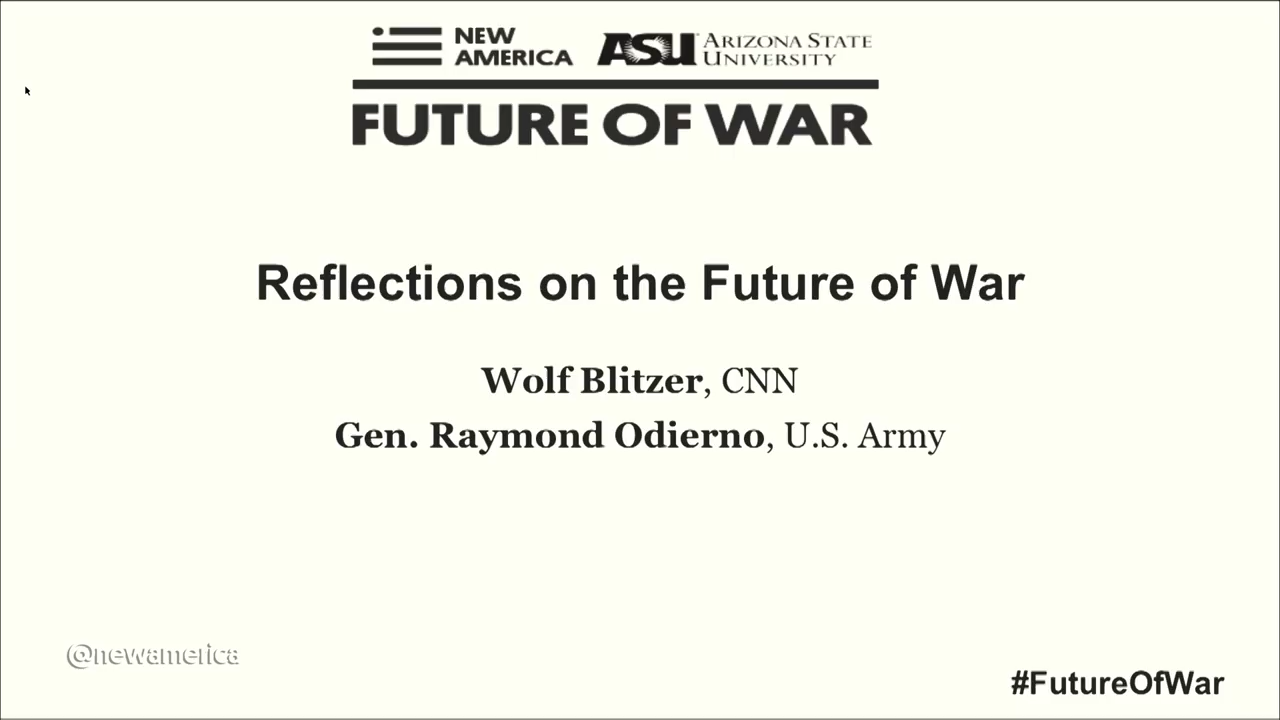 NEW AMERICA
ASU ARIZONA STATE UNIVERSITY
FUTURE OF WAR
Reflections on the Future of War
Wolf Blitzer, CNN
Gen. Raymond Odierno, U.S. Army
@newamerica
#FutureOfWar